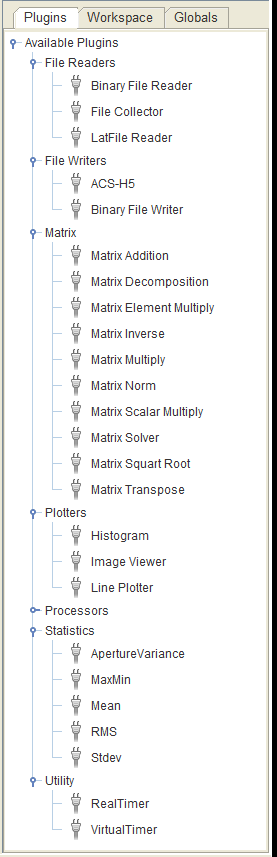 Plugins Workspace Globals
Available Plugins
File Readers
Binary File Reader
File Collector
LatFile Reader
File Writers
ACS-H5
Binary File Writer
Matrix
Matrix Addition
Matrix Decomposition
Matrix Element Multiply
Matrix Inverse
Matrix Multiply
Matrix Norm
Matrix Scalar Multiply
Matrix Solver
Matrix Squart Root
Matrix Transpose
Plotters
Histogram
Image Viewer
Line Plotter
Processors
Statistics
ApertureVariance
MaxMin
Mean
RMS
Stdev
Utility
RealTimer
VirtualTimer